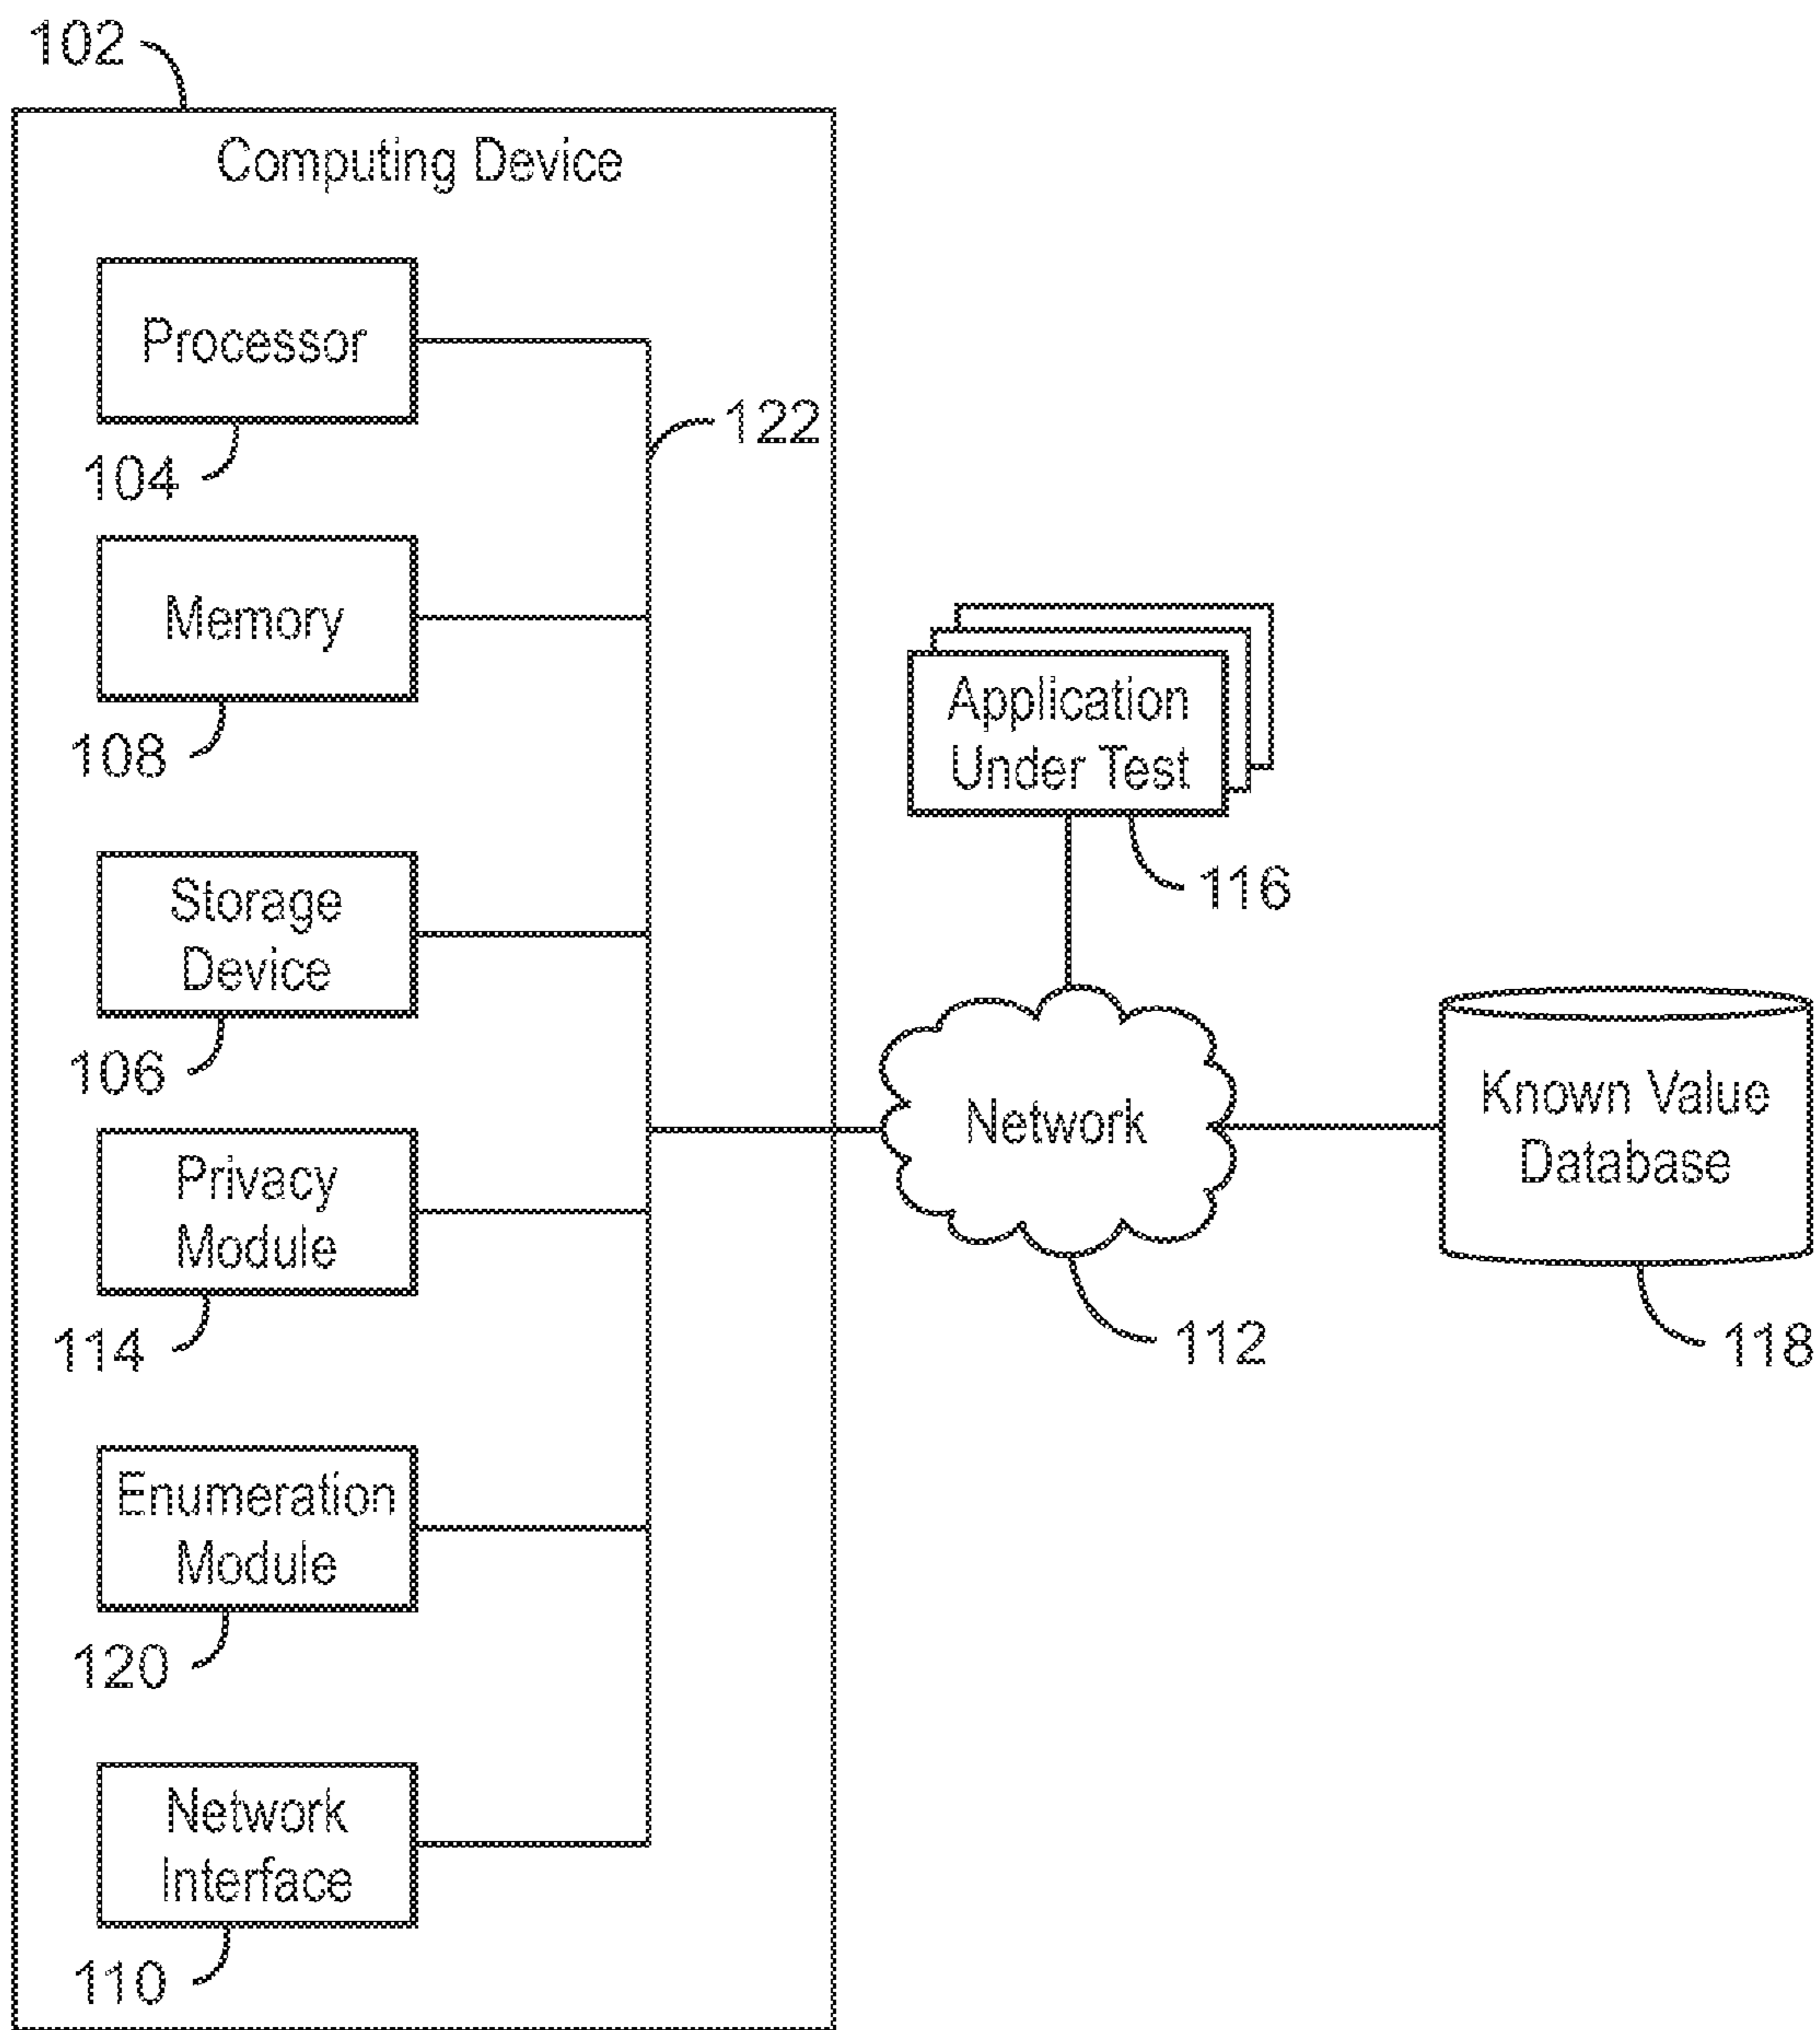 102
Computing Device
Processor
104
122
Memory
108
Application
Under Test
116
Storage
Device
106
Network
112
Known Value
Database
118
Privacy
Module
114
Enumeration
Module
120
Network
Interface
110